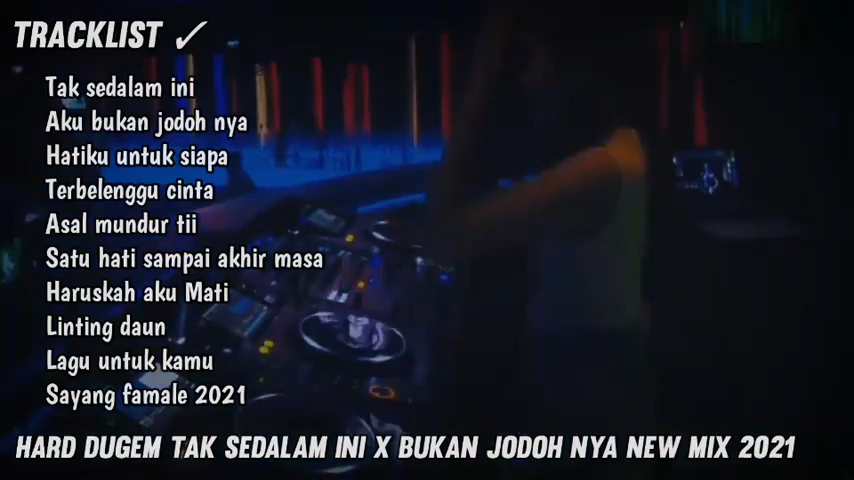 TRACKLIST ✓
Tak sedalam ini
Aku bukan jodoh nya
Hatiku untuk siapa
Terbelenggu cinta
Asal mundur tii
Satu hati sampai akhir masa
Haruskah aku Mati
Linting daun
Lagu untuk kamu
Sayang famale 2021
HARD DUGEM TAK SEDALAM INI X BUKAN JODOH NYA NEW MIX 2021